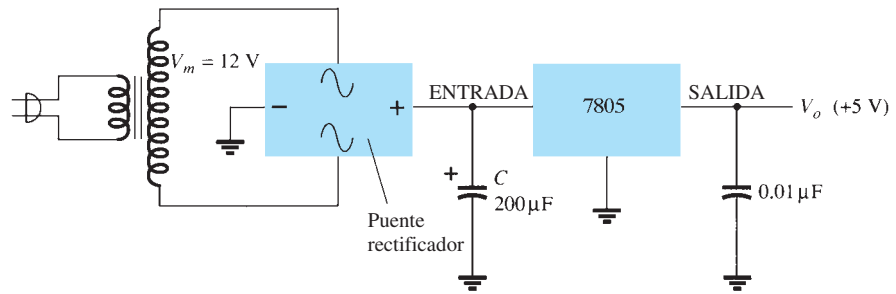 V_m = 12 V
ENTRADA
7805
SALIDA
V_o (+5 V)
−
+
+
C
200 μF
0.01 μF
Puente
rectificador